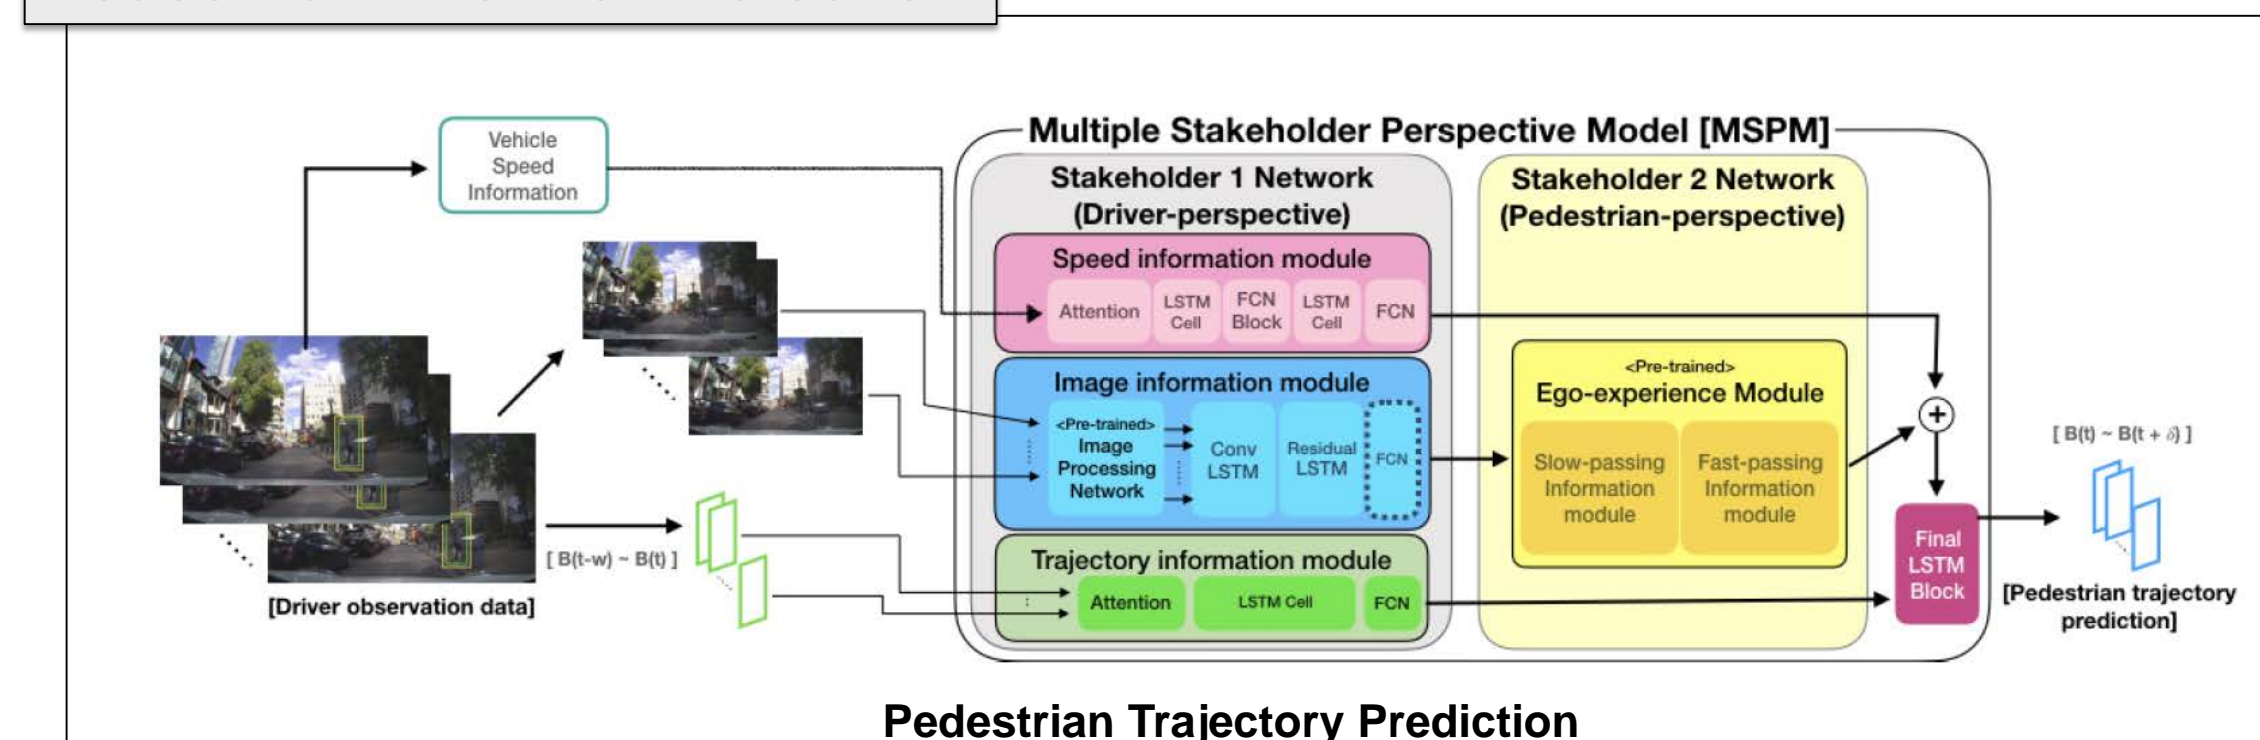 Vehicle
Speed
Information
[Driver observation data]
[ B(t-w) ~ B(t) ]
Multiple Stakeholder Perspective Model [MSPM]
Stakeholder 1 Network
(Driver-perspective)
Speed information module
Attention
LSTM
Cell
FCN
Block
LSTM
Cell
FCN
Image information module
<Pre-trained>
Image
Processing
Network
Conv
LSTM
Residual
LSTM
FCN
Trajectory information module
Attention
LSTM Cell
FCN
Stakeholder 2 Network
(Pedestrian-perspective)
<Pre-trained>
Ego-experience Module
Slow-passing
Information
module
Fast-passing
Information
module
+
Final
LSTM
Block
[ B(t) ~ B(t + δ) ]
[Pedestrian trajectory
prediction]
Pedestrian Trajectory Prediction